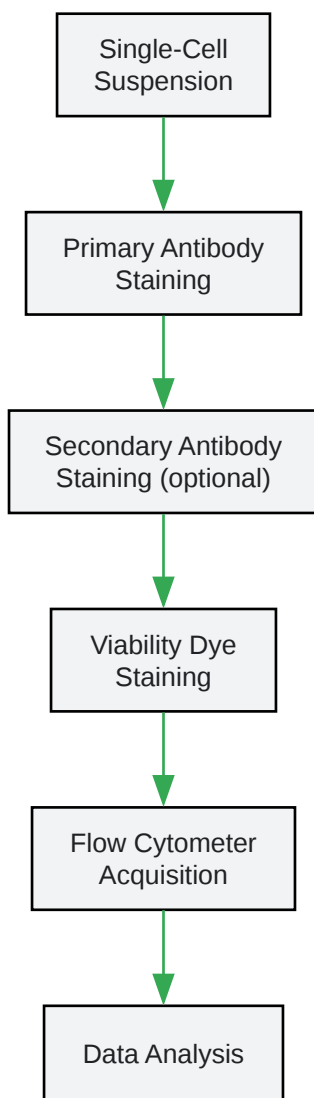 Single-Cell
Suspension
Primary Antibody
Staining
Secondary Antibody
Staining (optional)
Viability Dye
Staining
Flow Cytometer
Acquisition
Data Analysis